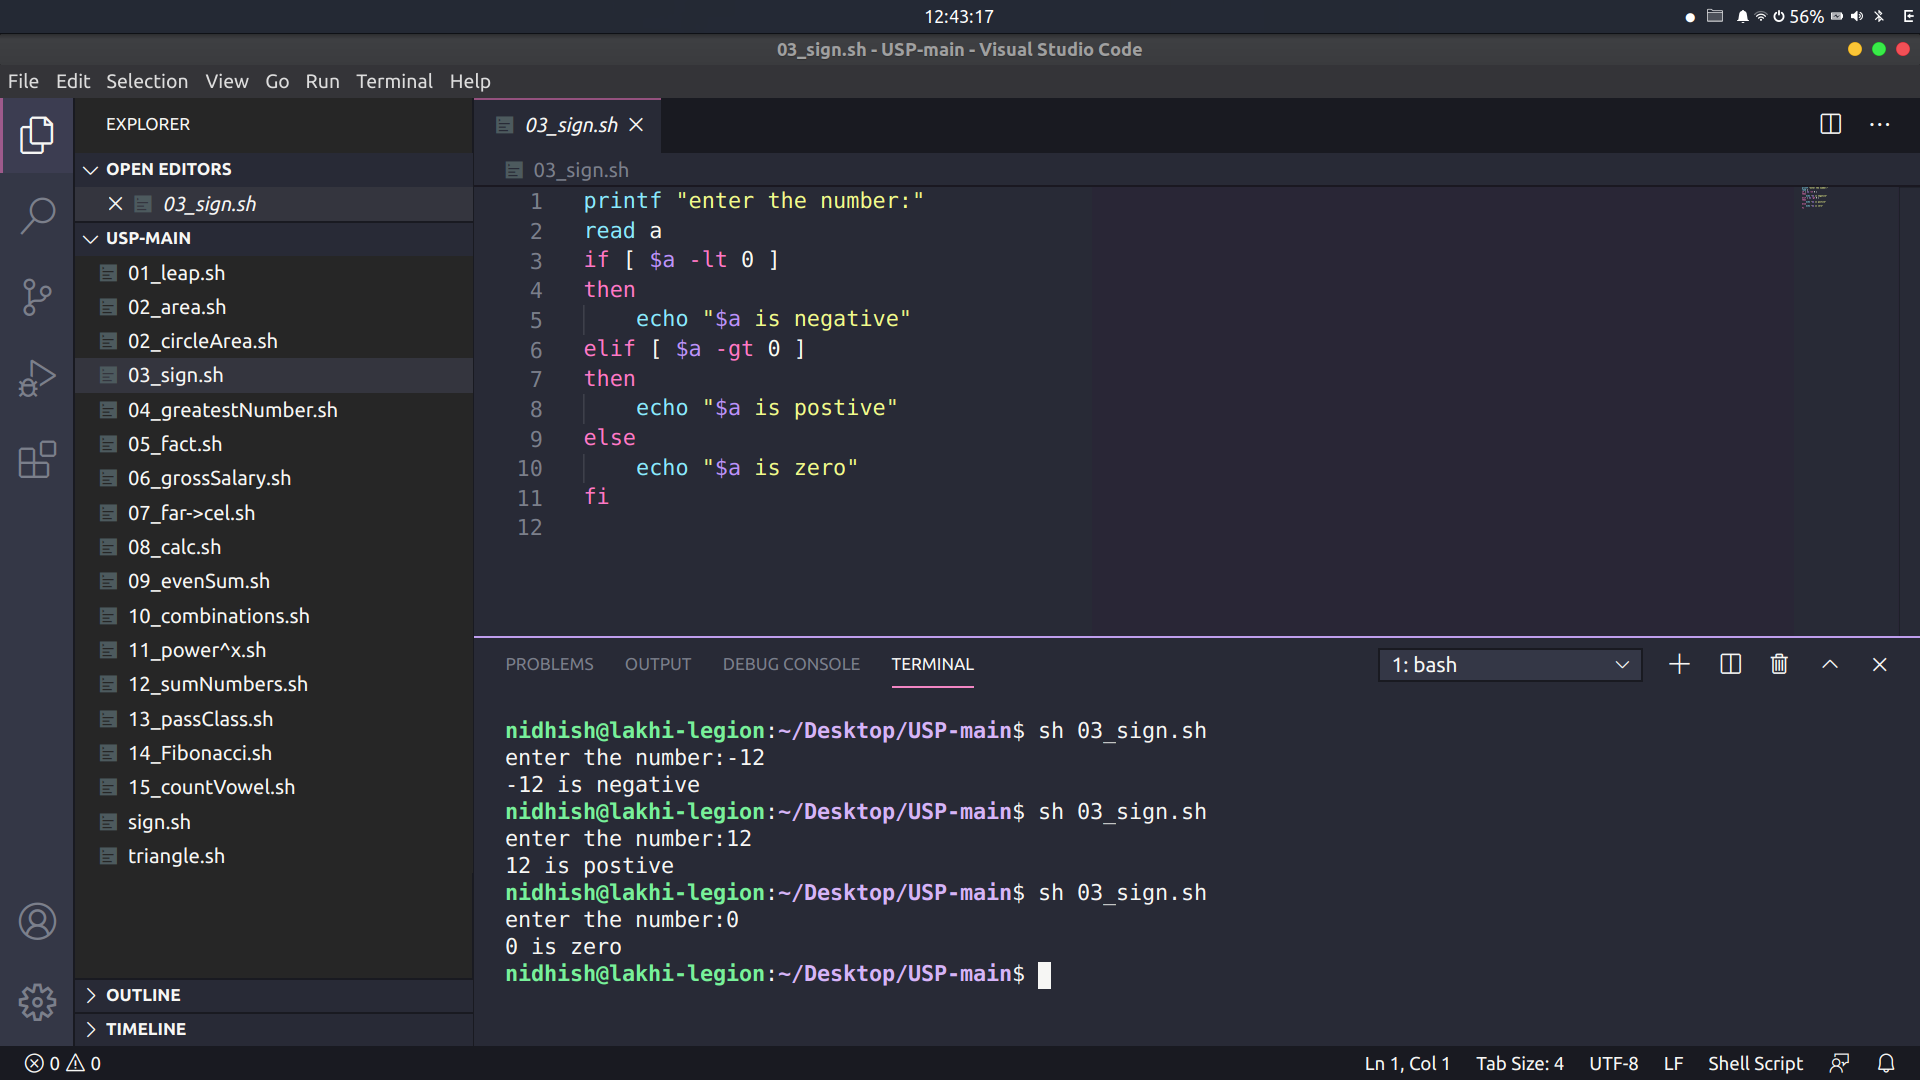 12:43:17
56%
03_sign.sh - USP-main - Visual Studio Code
File Edit Selection View Go Run Terminal Help
EXPLORER
OPEN EDITORS
03_sign.sh
USP-MAIN
01_leap.sh
02_area.sh
02_circleArea.sh
03_sign.sh
04_greatestNumber.sh
05_fact.sh
06_grossSalary.sh
07_far->cel.sh
08_calc.sh
09_evenSum.sh
10_combinations.sh
11_power^x.sh
12_sumNumbers.sh
13_passClass.sh
14_Fibonacci.sh
15_countVowel.sh
sign.sh
triangle.sh
OUTLINE
TIMELINE
03_sign.sh
03_sign.sh
1 printf "enter the number:"
2 read a
3 if [ $a -lt 0 ]
4 then
5     echo "$a is negative"
6 elif [ $a -gt 0 ]
7 then
8     echo "$a is postive"
9 else
10     echo "$a is zero"
11 fi
12
PROBLEMS OUTPUT DEBUG CONSOLE TERMINAL 1: bash
nidhish@lakhi-legion:~/Desktop/USP-main$ sh 03_sign.sh
enter the number:-12
-12 is negative
nidhish@lakhi-legion:~/Desktop/USP-main$ sh 03_sign.sh
enter the number:12
12 is postive
nidhish@lakhi-legion:~/Desktop/USP-main$ sh 03_sign.sh
enter the number:0
0 is zero
nidhish@lakhi-legion:~/Desktop/USP-main$
0 0 Ln 1, Col 1 Tab Size: 4 UTF-8 LF Shell Script